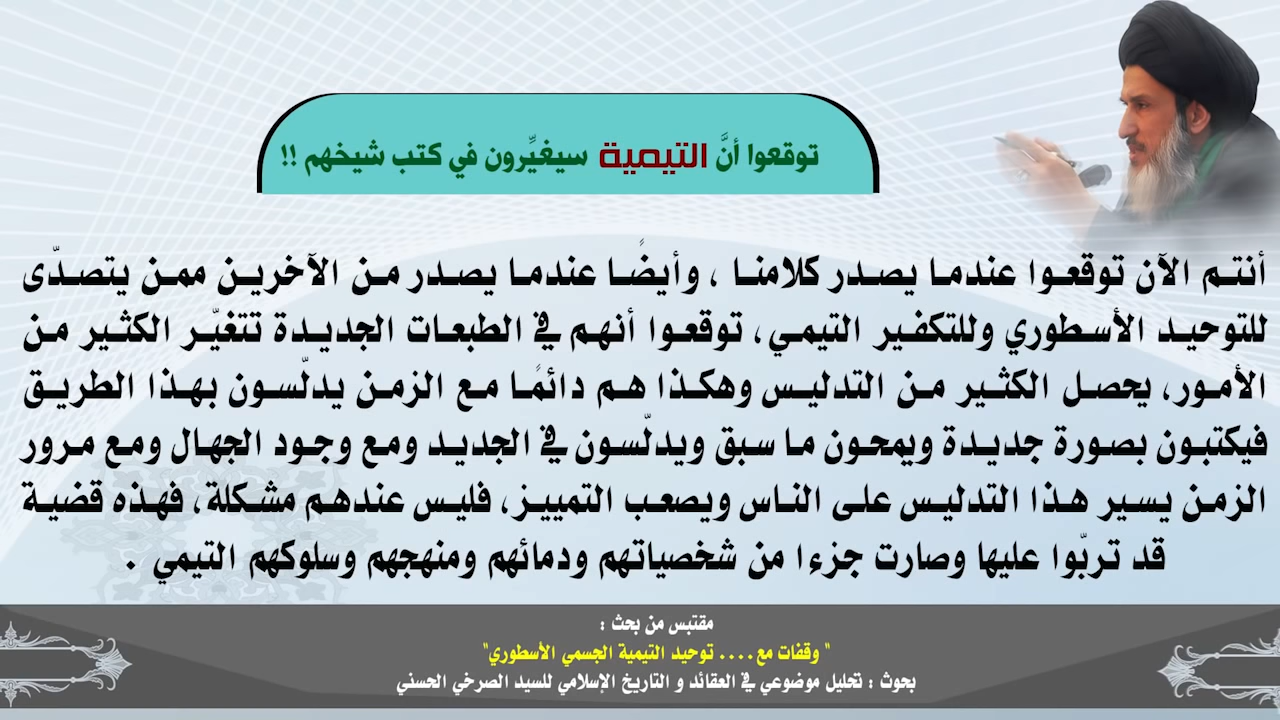 توقعوا أنَّ التيمية سيغيِّرون في كتب شيخهم !!
أنتم الآن توقعوا عندما يصدر كلامنا ، وأيضًا عندما يصدر من الآخرين ممن يتصدّى
للتوحيد الأسطوري وللتكفير التيمي، توقعوا أنهم في الطبعات الجديدة تتغيّر الكثير من
الأمور، يحصل الكثير من التدليس وهكذا هم دائمًا مع الزمن يدلّسون بهذا الطريق
فيكتبون بصورة جديدة ويمحون ما سبق ويدلّسون في الجديد ومع وجود الجهال ومع مرور
الزمن يسير هذا التدليس على الناس ويصعب التمييز، فليس عندهم مشكلة، فهذه قضية
قد تربّوا عليها وصارت جزءا من شخصياتهم ودمائهم ومنهجهم وسلوكهم التيمي .
مقتبس من بحث :
" وقفات مع.... توحيد التيمية الجسمي الأسطوري"
بحوث : تحليل موضوعي في العقائد و التاريخ الإسلامي للسيد الصرخي الحسني